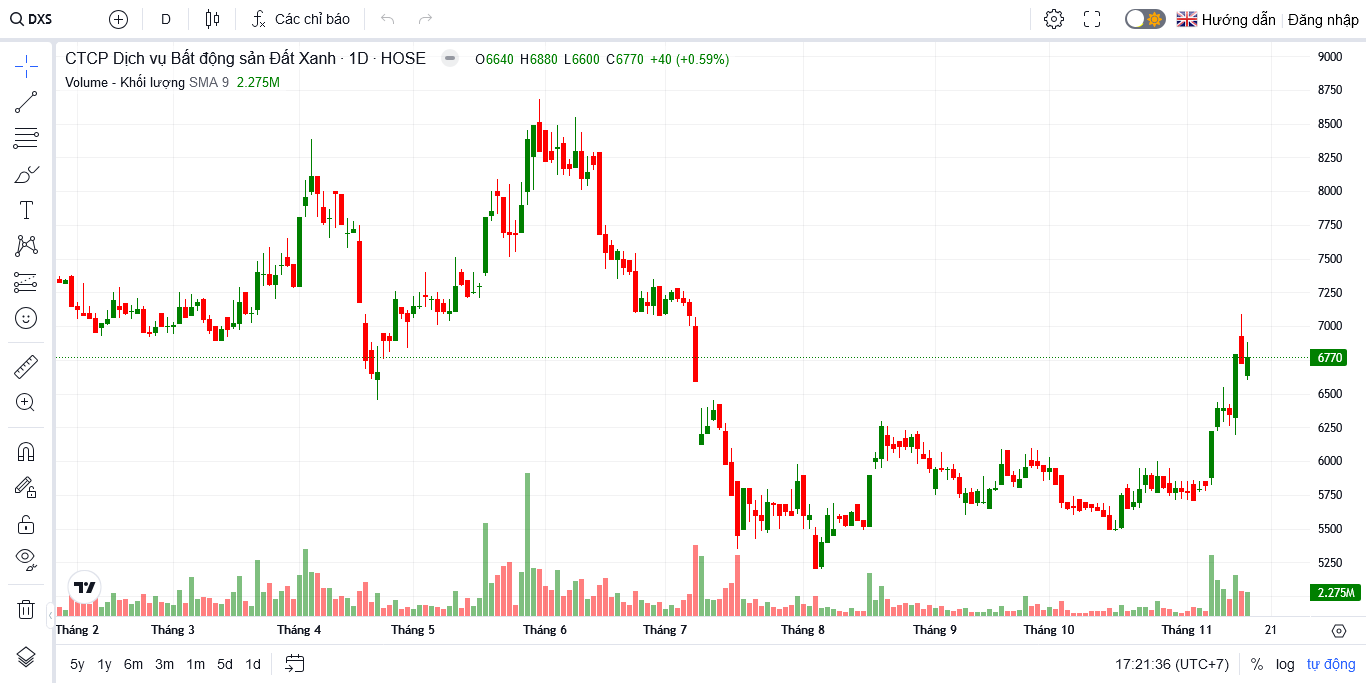 DXS D Các chỉ báo Hướng dẫn Đăng nhập
CTCP Dịch vụ Bất động sản Đất Xanh · 1D · HOSE O6640 H6880 L6600 C6770 +40 (+0.59%)
Volume - Khối lượng SMA 9 2.275M
9000
8750
8500
8250
8000
7750
7500
7250
7000
6770
6500
6250
6000
5750
5500
5250
2.275M
Tháng 2 Tháng 3 Tháng 4 Tháng 5 Tháng 6 Tháng 7 Tháng 8 Tháng 9 Tháng 10 Tháng 11 21
5y 1y 6m 3m 1m 5d 1d 17:21:36 (UTC+7) % log tự động